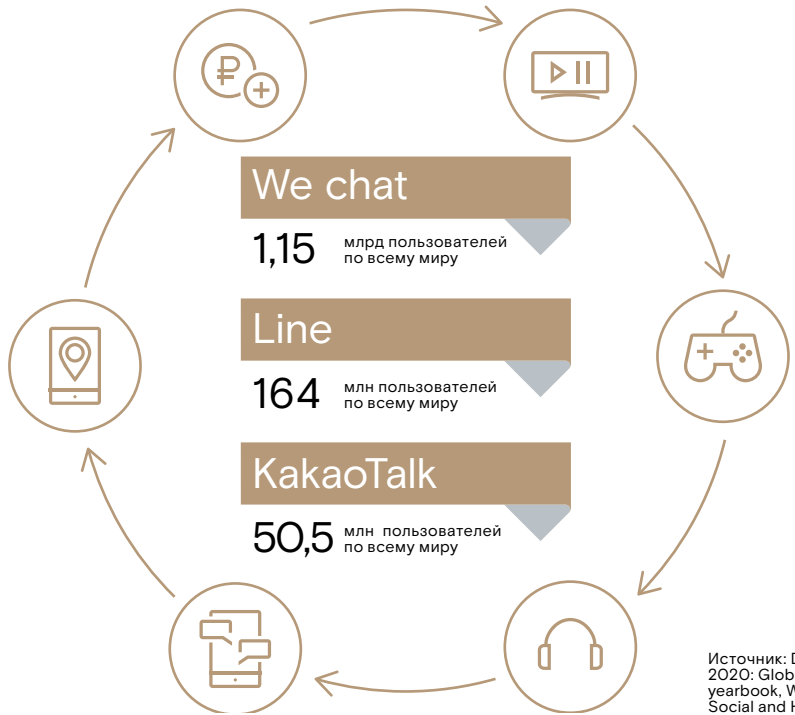 We chat
1,15
млрд пользователей
по всему миру
Line
164
млн пользователей
по всему миру
KakaoTalk
50,5
млн пользователей
по всему миру
Источник:
2020:
yearbook,
Social and